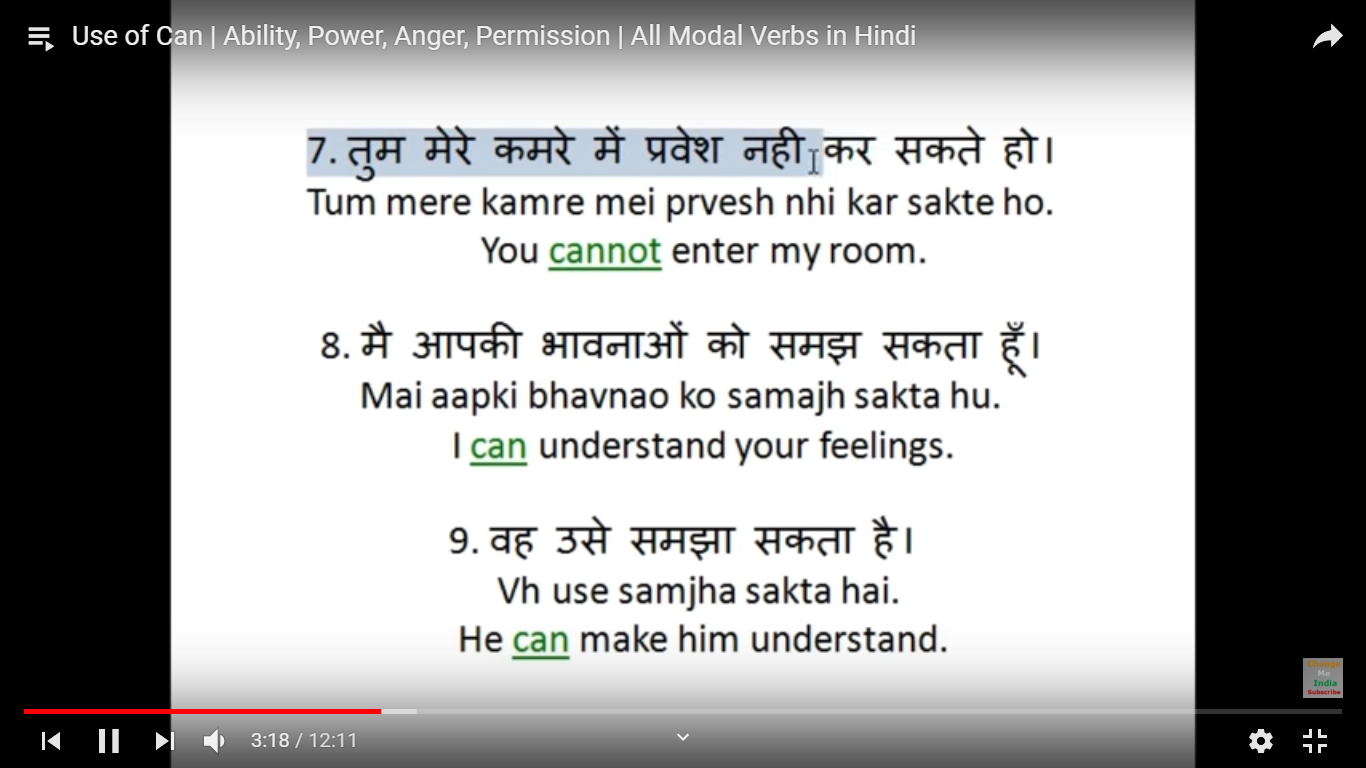 Use of Can | Ability, Power, Anger, Permission | All Modal Verbs in Hindi
7. तुम मेरे कमरे में प्रवेश नही कर सकते हो।
Tum mere kamre mei prvesh nhi kar sakte ho.
You cannot enter my room.
8. मै आपकी भावनाओं को समझ सकता हूँ।
Mai aapki bhavnao ko samajh sakta hu.
I can understand your feelings.
9. वह उसे समझा सकता है।
Vh use samjha sakta hai.
He can make him understand.
Change
Me
India
Subscribe
3:18 / 12:11